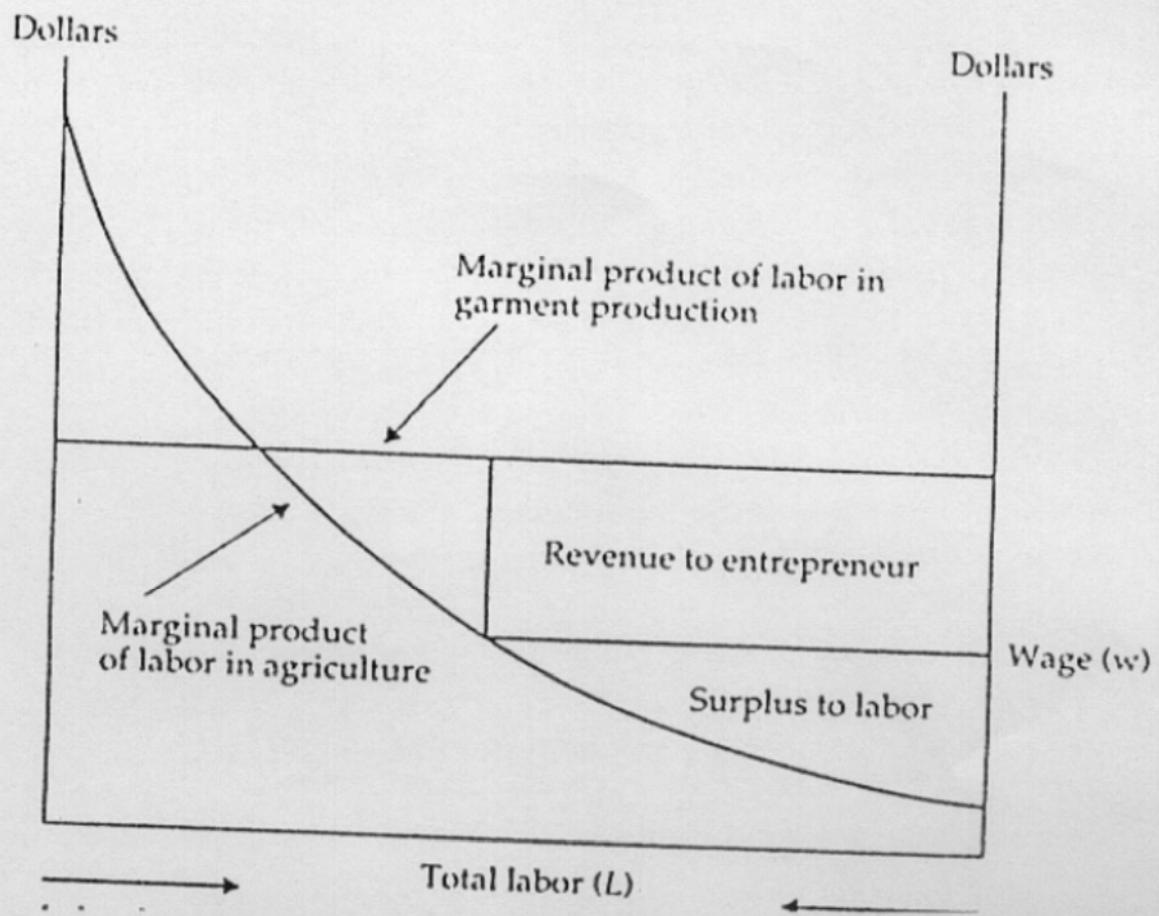 Dollars
Dollars
Marginal product of labor in
garment production
Revenue to entrepreneur
Marginal product
of labor in agriculture
Wage (w)
Surplus to labor
Total labor (L)